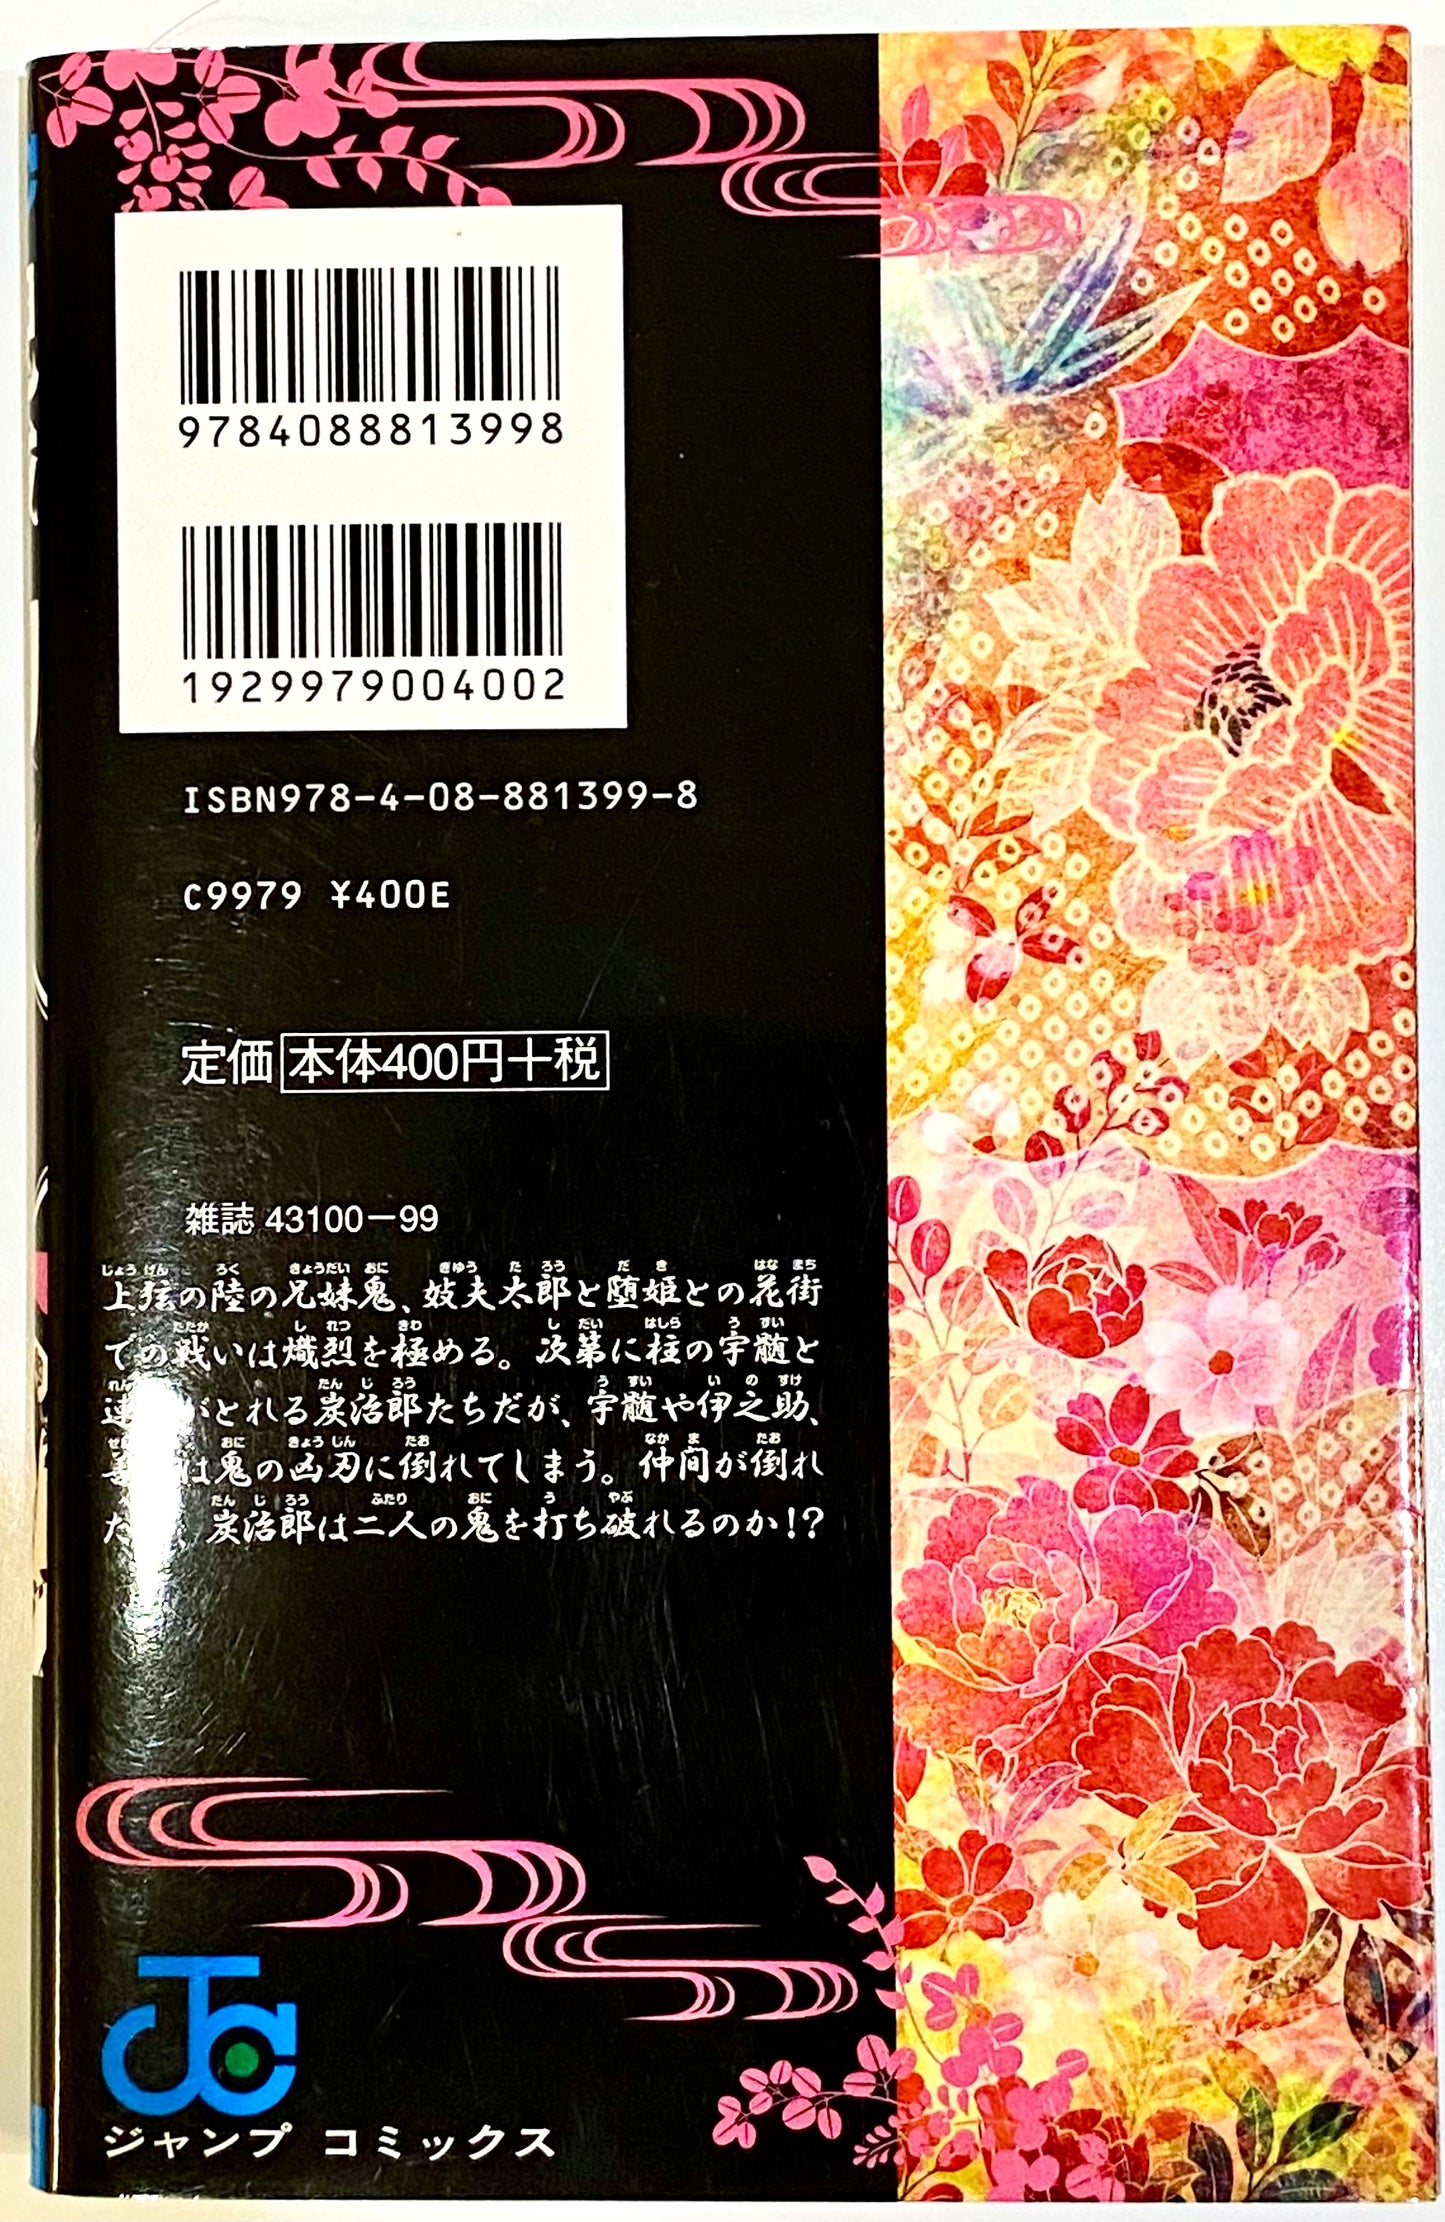 9784088813998
1929979004002
ISBN978-4-08-881399-8
C9979 ¥400E
定価 本体400円+税
雑誌 43100-99
上弦の陸の兄妹鬼、妓夫太郎と堕姫との花街
での戦いは熾烈を極める。次第に柱の宇髄と
連 がとれる炭治郎たちだが、宇髄や伊之助、
善 は鬼の凶刃に倒れてしまう。仲間が倒れ
た 、炭治郎は二人の鬼を打ち破れるのか!?
ジャンプ コミックス